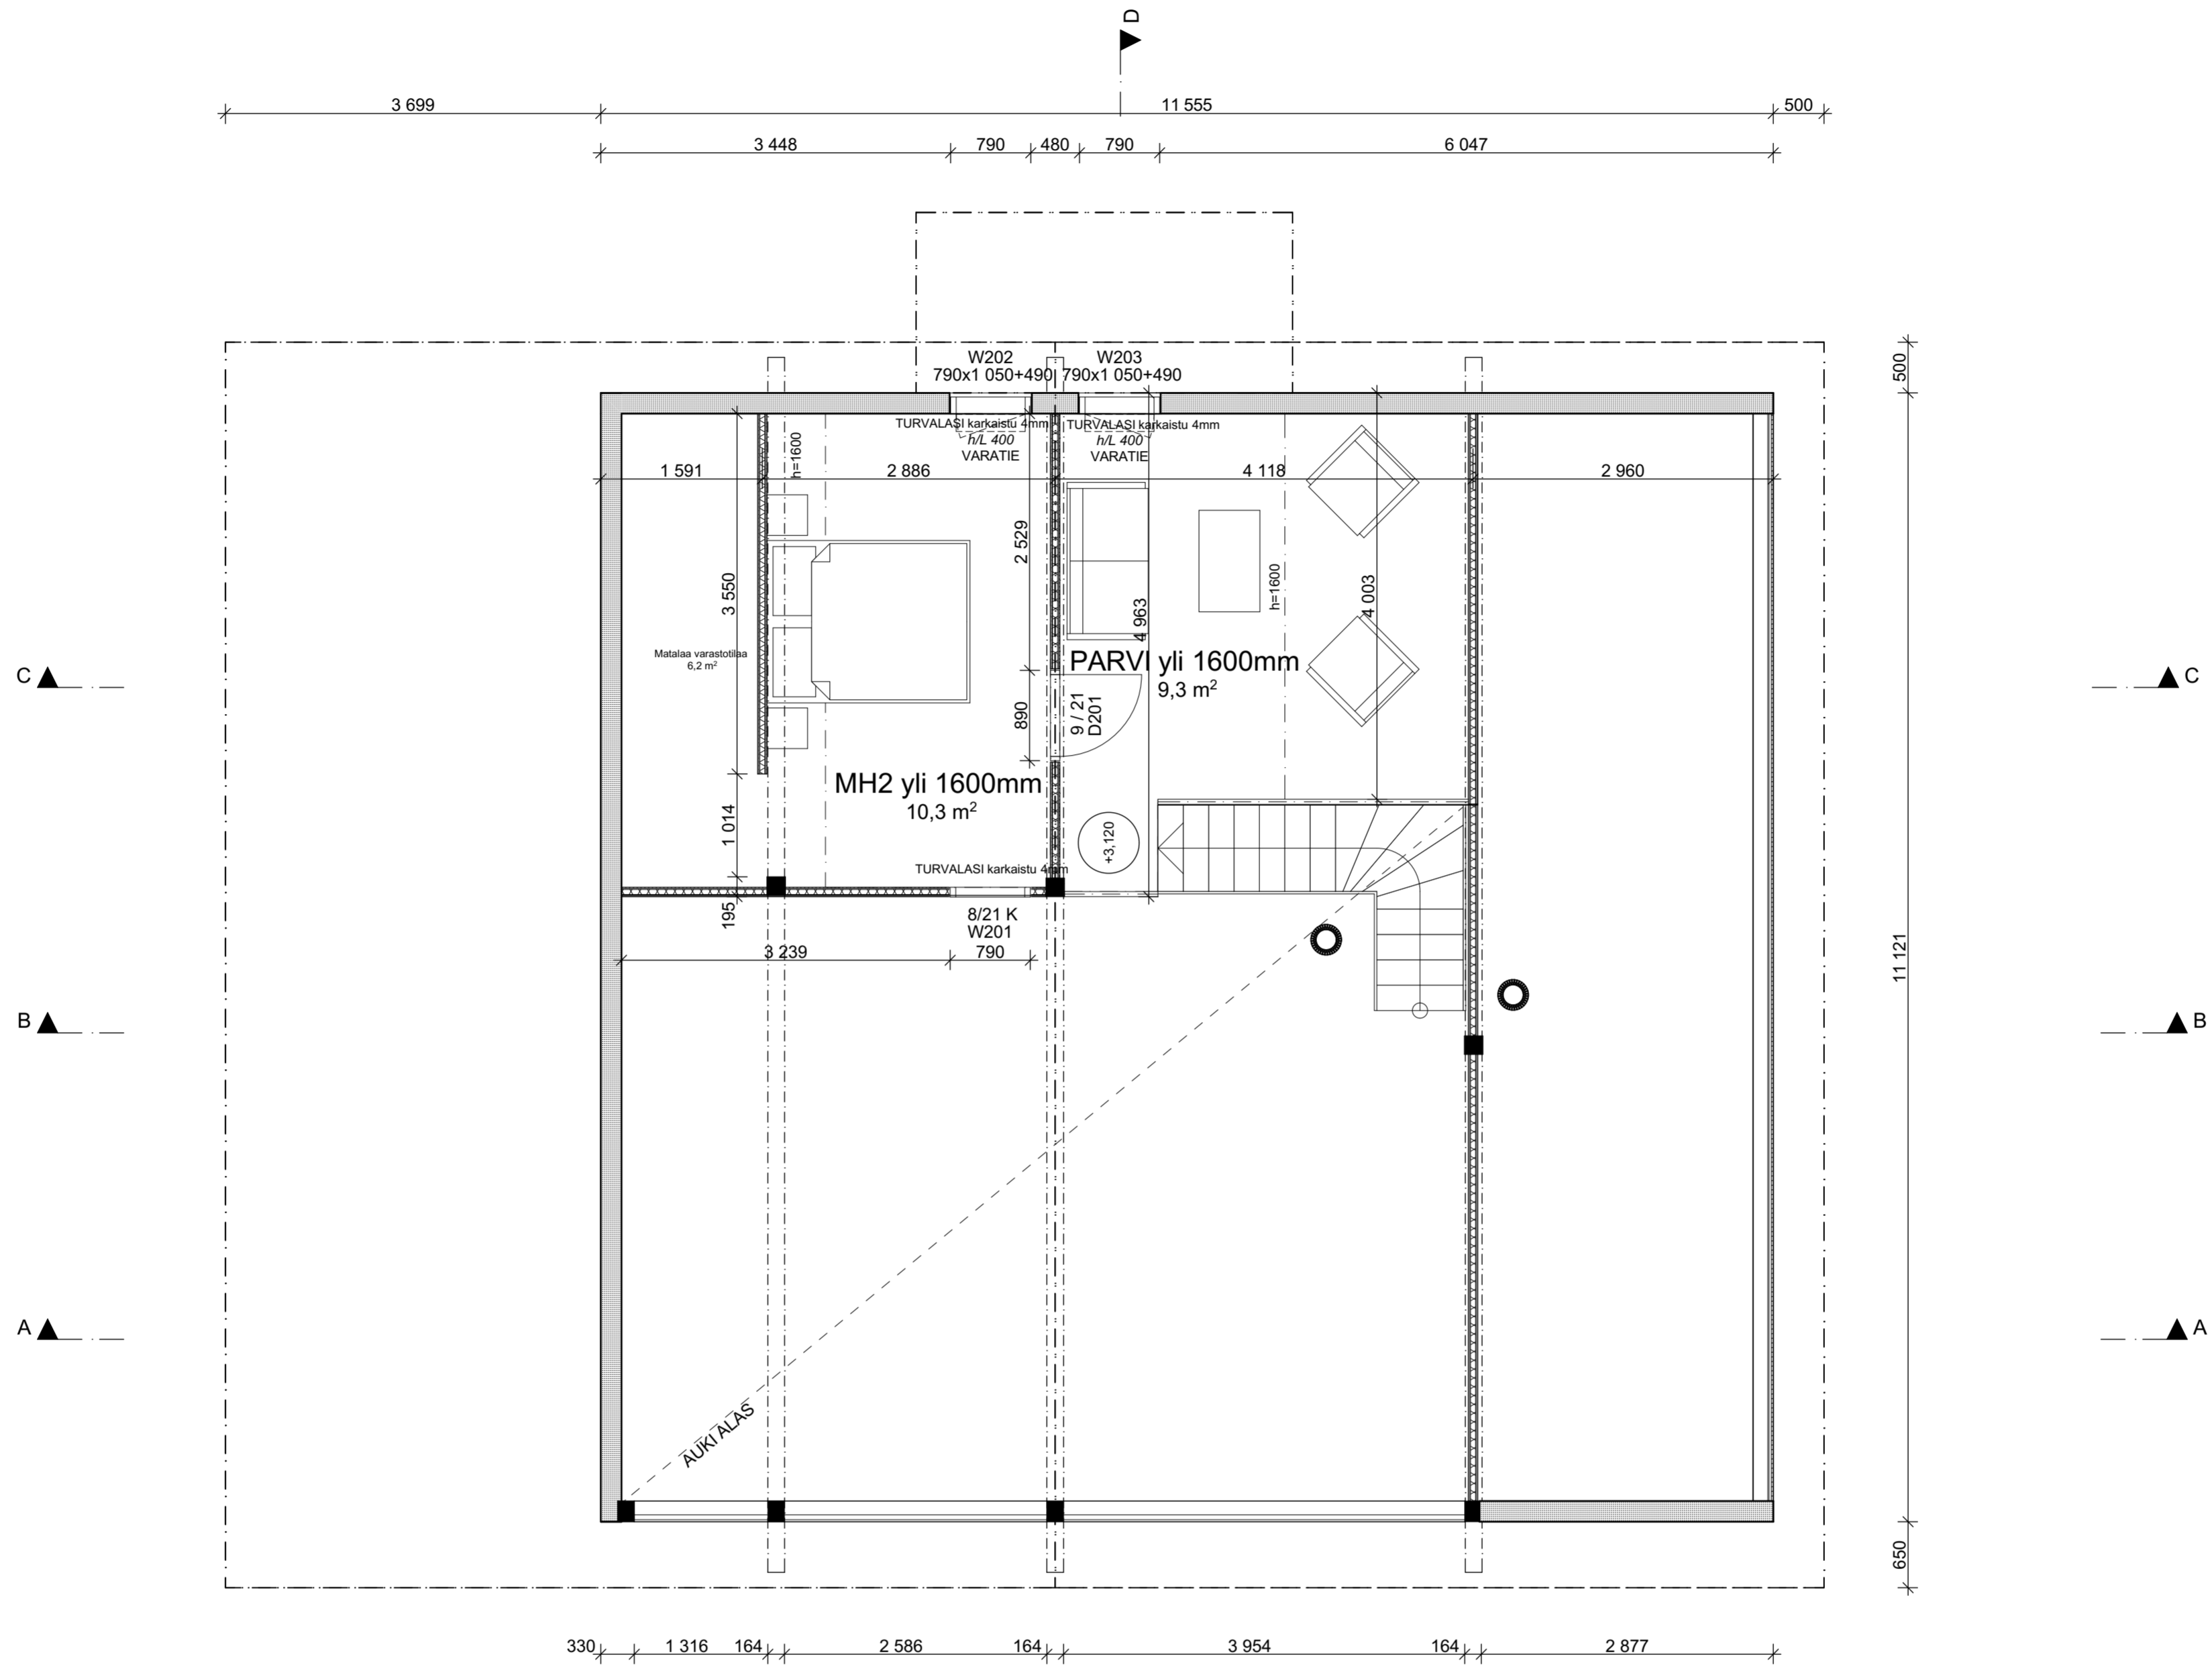 D
3 699
11 555
500
3 448
790
480
790
6 047
W202
790x1 050+490
W203
790x1 050+490
500
TURVALASI karkaistu 4mm
TURVALASI karkaistu 4mm
h/L 400
VARATIE
h/L 400
VARATIE
h=1600
1 591
2 886
4 118
2 960
2 529
3 550
h=1600
4 003
4 963
Matalaa varastotilaa
6,2 m²
PARVI yli 1600mm
9,3 m²
C
C
890
9 / 21
D201
MH2 yli 1600mm
10,3 m²
1 014
+3,120
TURVALASI karkaistu 4mm
195
8/21 K
W201
3 239
790
11 121
B
B
A
A
AUKI ALAS
650
330
1 316
164
2 586
164
3 954
164
2 877